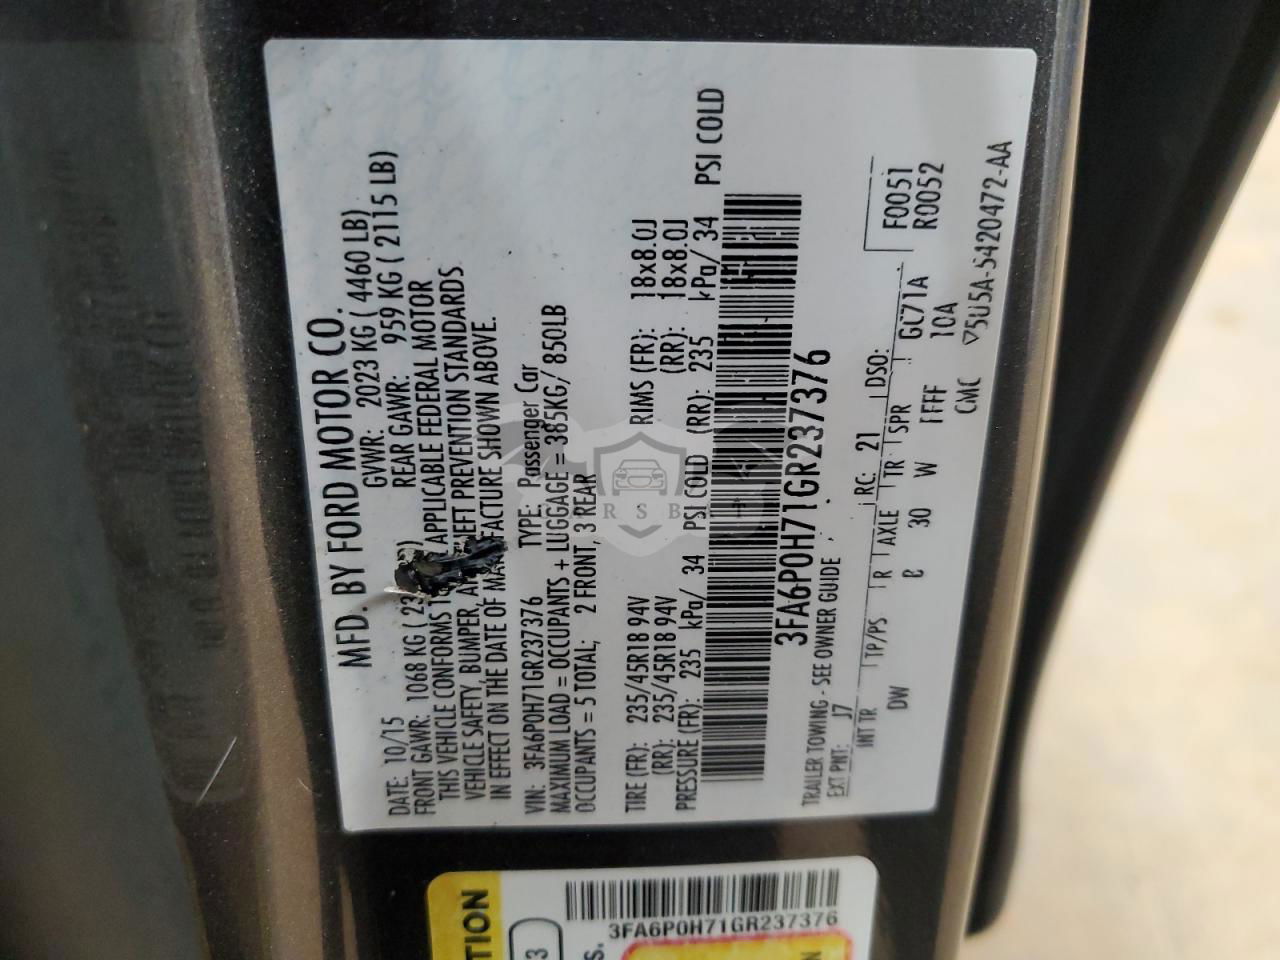 MFD. BY FORD MOTOR CO.
DATE: 10/15 GVWR: 2023 KG ( 4460 LB)
FRONT GAWR: 1068 KG ( 23 REAR GAWR: 959 KG ( 2115 LB)
THIS VEHICLE CONFORMS APPLICABLE FEDERAL MOTOR
VEHICLE SAFETY, BUMPER, PREVENTION STANDARDS
IN EFFECT ON THE DATE OF SHOWN ABOVE.
VIN: 3FA6P0H71GR237376 TYPE: Passenger Car
MAXIMUM LOAD = OCCUPANTS + LUGGAGE = 385KG/ 850LB
OCCUPANTS = 5 TOTAL; 2 FRONT, 3 REAR
TIRE (FR): 235/45R18 94V RIMS (FR): 18x8.0J
(RR): 235/45R18 94V (RR): 18x8.0J
PRESSURE (FR): 235 kPa/ 34 PSI COLD (RR): 235 kPa/ 34 PSI COLD
3FA6P0H71GR237376
TRAILER TOWING - SEE OWNER GUIDE
EXT PNT: J7 RC: 21 DSO: F0051
INT TR TP/PS R AXLE TR SPR GC71A R0052
DW B 30 W TFFF 10A
CMC ▽5U5A-5420472-AA
TION
3
3FA6P0H71GR237376
S.
N